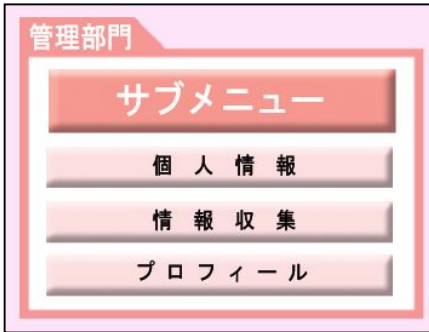 管理部門
サブメニュー
個人情報
情報収集
プロフィール